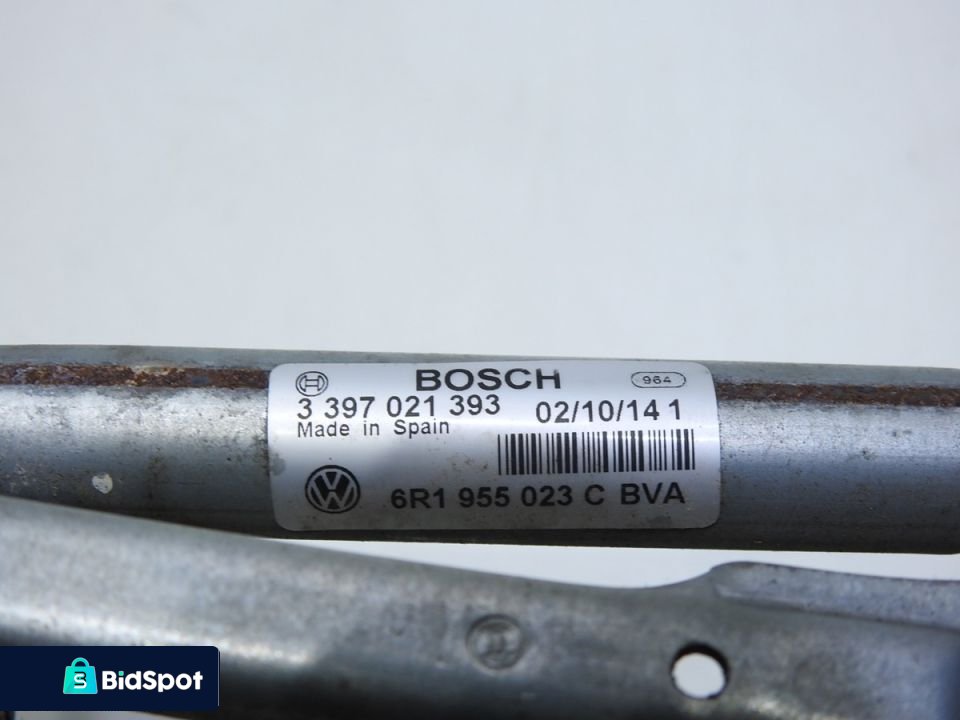 BOSCH
964
3 397 021 393
02/10/14 1
Made in Spain
6R1 955 023 C BVA
BidSpot